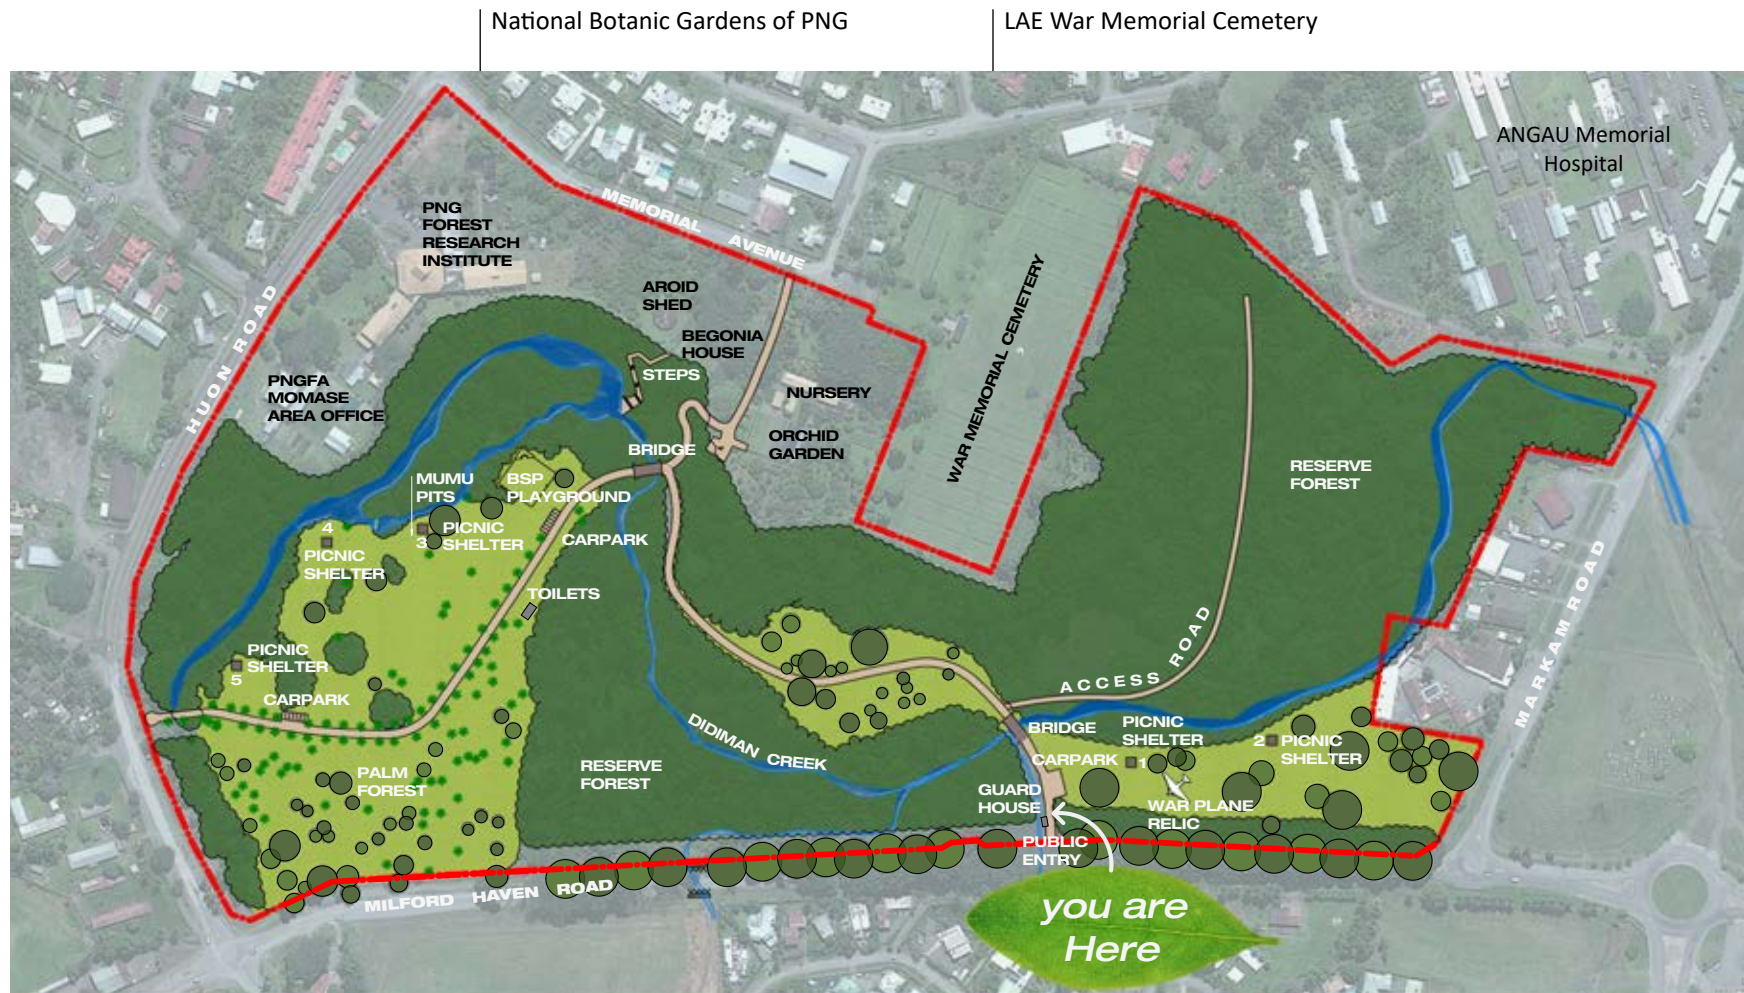 National Botanic Gardens of PNG
LAE War Memorial Cemetery
ANGAU Memorial
Hospital
MEMORIAL AVENUE
PNG
FOREST
RESEARCH
INSTITUTE
AROID
SHED
BEGONIA
HOUSE
STEPS
HUON ROAD
PNGFA
MOMASE
AREA OFFICE
NURSERY
ORCHID
GARDEN
WAR MEMORIAL CEMETERY
RESERVE
FOREST
BRIDGE
MUMU
PITS
BSP
PLAYGROUND
4
PICNIC
SHELTER
3
PICNIC
SHELTER
CARPARK
TOILETS
PICNIC
SHELTER
5
CARPARK
ACCESS ROAD
MARKAM ROAD
DIDIMAN CREEK
BRIDGE
PICNIC
SHELTER
1
CARPARK
2
PICNIC
SHELTER
PALM
FOREST
RESERVE
FOREST
GUARD
HOUSE
WAR PLANE
RELIC
PUBLIC
ENTRY
MILFORD HAVEN ROAD
you are
Here